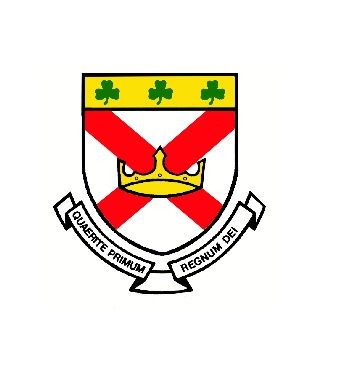 QUAERITE PRIMUM REGNUM DEI